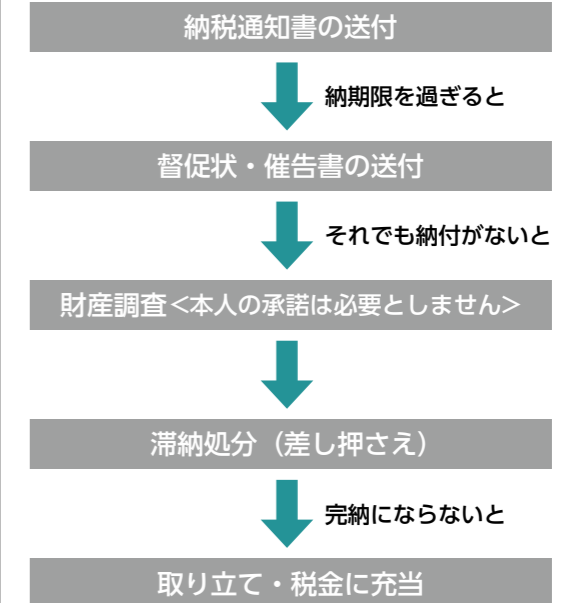 納税通知書の送付
納期限を過ぎると
督促状・催告書の送付
それでも納付がないと
財産調査<本人の承諾は必要としません>
滞納処分（差し押さえ）
完納にならないと
取り立て・税金に充当